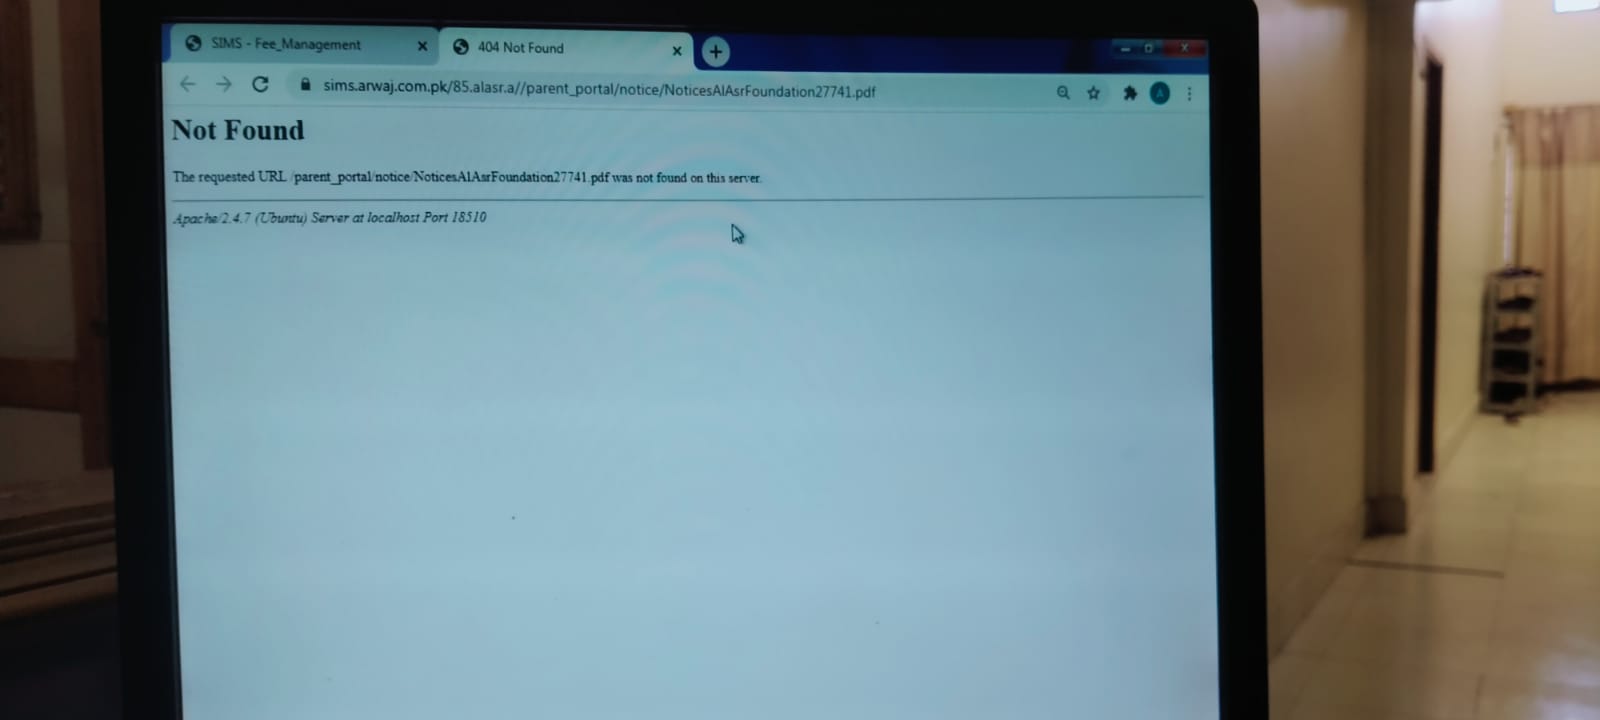 SIMS - Fee_Management
404 Not Found
sims.arwaj.com.pk/85.alasr.a//parent_portal/notice/NoticesAlAsrFoundation27741.pdf
A
Not Found
The requested URL /parent_portal/notice/NoticesAlAsrFoundation27741.pdf was not found on this server.
Apache/2.4.7 (Ubuntu) Server at localhost Port 18510